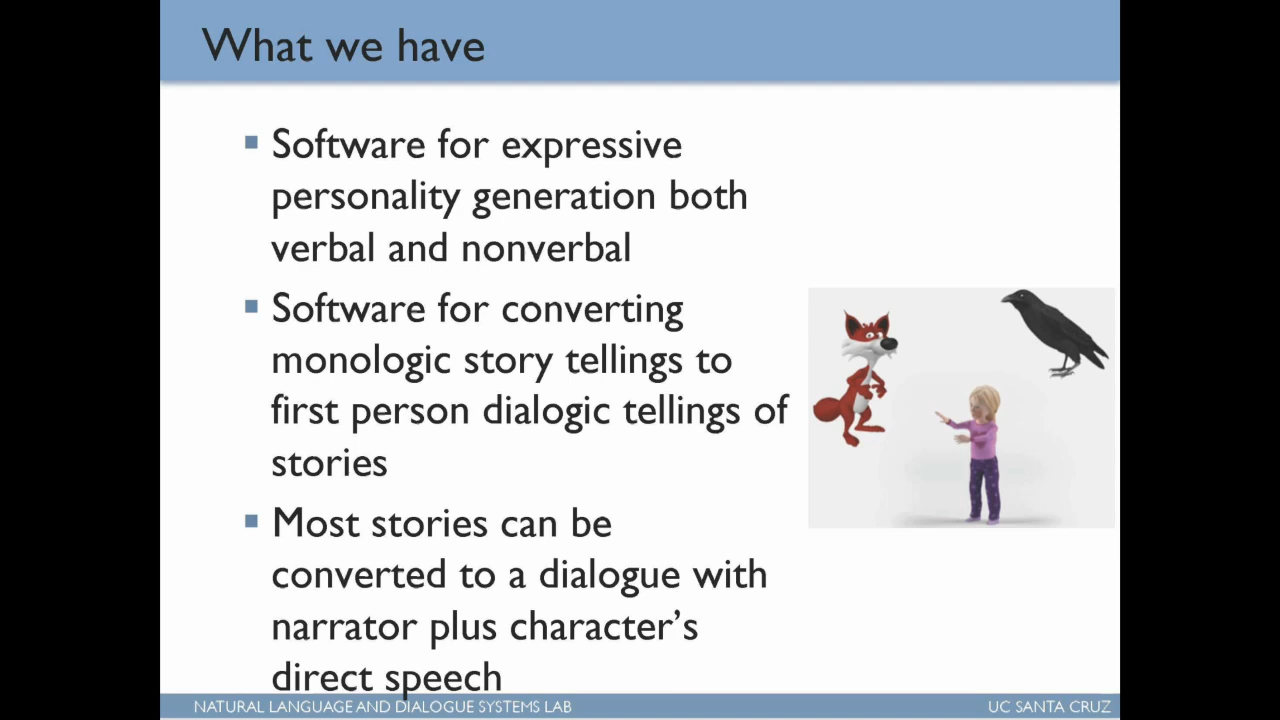 What we have
Software for expressive
personality generation both
verbal and nonverbal
Software for converting
monologic story tellings to
first person dialogic tellings of
stories
Most stories can be
converted to a dialogue with
narrator plus character’s
direct speech
NATURAL LANGUAGE AND DIALOGUE SYSTEMS LAB
UC SANTA CRUZ